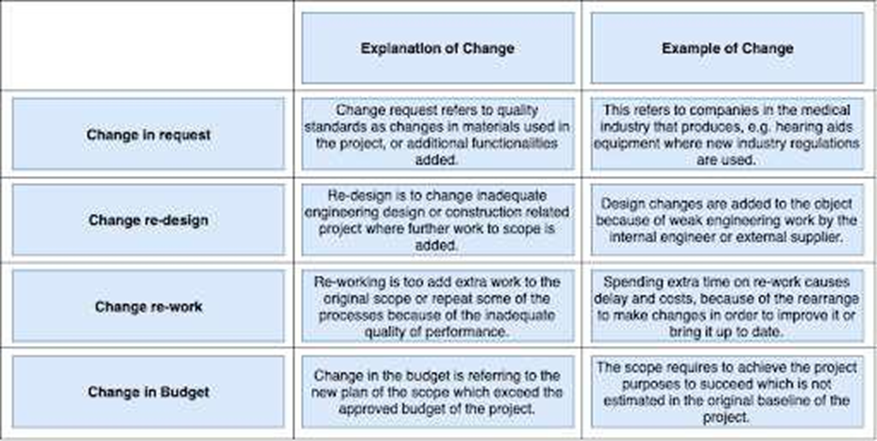 Explanation of Change
Example of Change
Change in request
Change request refers to quality
standards as changes in materials used in
the project, or additional functionalities
added.
This refers to companies in the medical
industry that produces, e.g. hearing aids
equipment where new industry regulations
are used.
Change re-design
Re-design is to change inadequate
engineering design or construction related
project where further work to scope is
added.
Design changes are added to the object
because of weak engineering work by the
internal engineer or external supplier.
Change re-work
Re-working is too add extra work to the
original scope or repeat some of the
processes because of the inadequate
quality of performance.
Spending extra time on re-work causes
delay and costs, because of the rearrange
to make changes in order to improve it or
bring it up to date.
Change in Budget
Change in the budget is referring to the
new plan of the scope which exceed the
approved budget of the project.
The scope requires to achieve the project
purposes to succeed which is not
estimated in the original baseline of the
project.